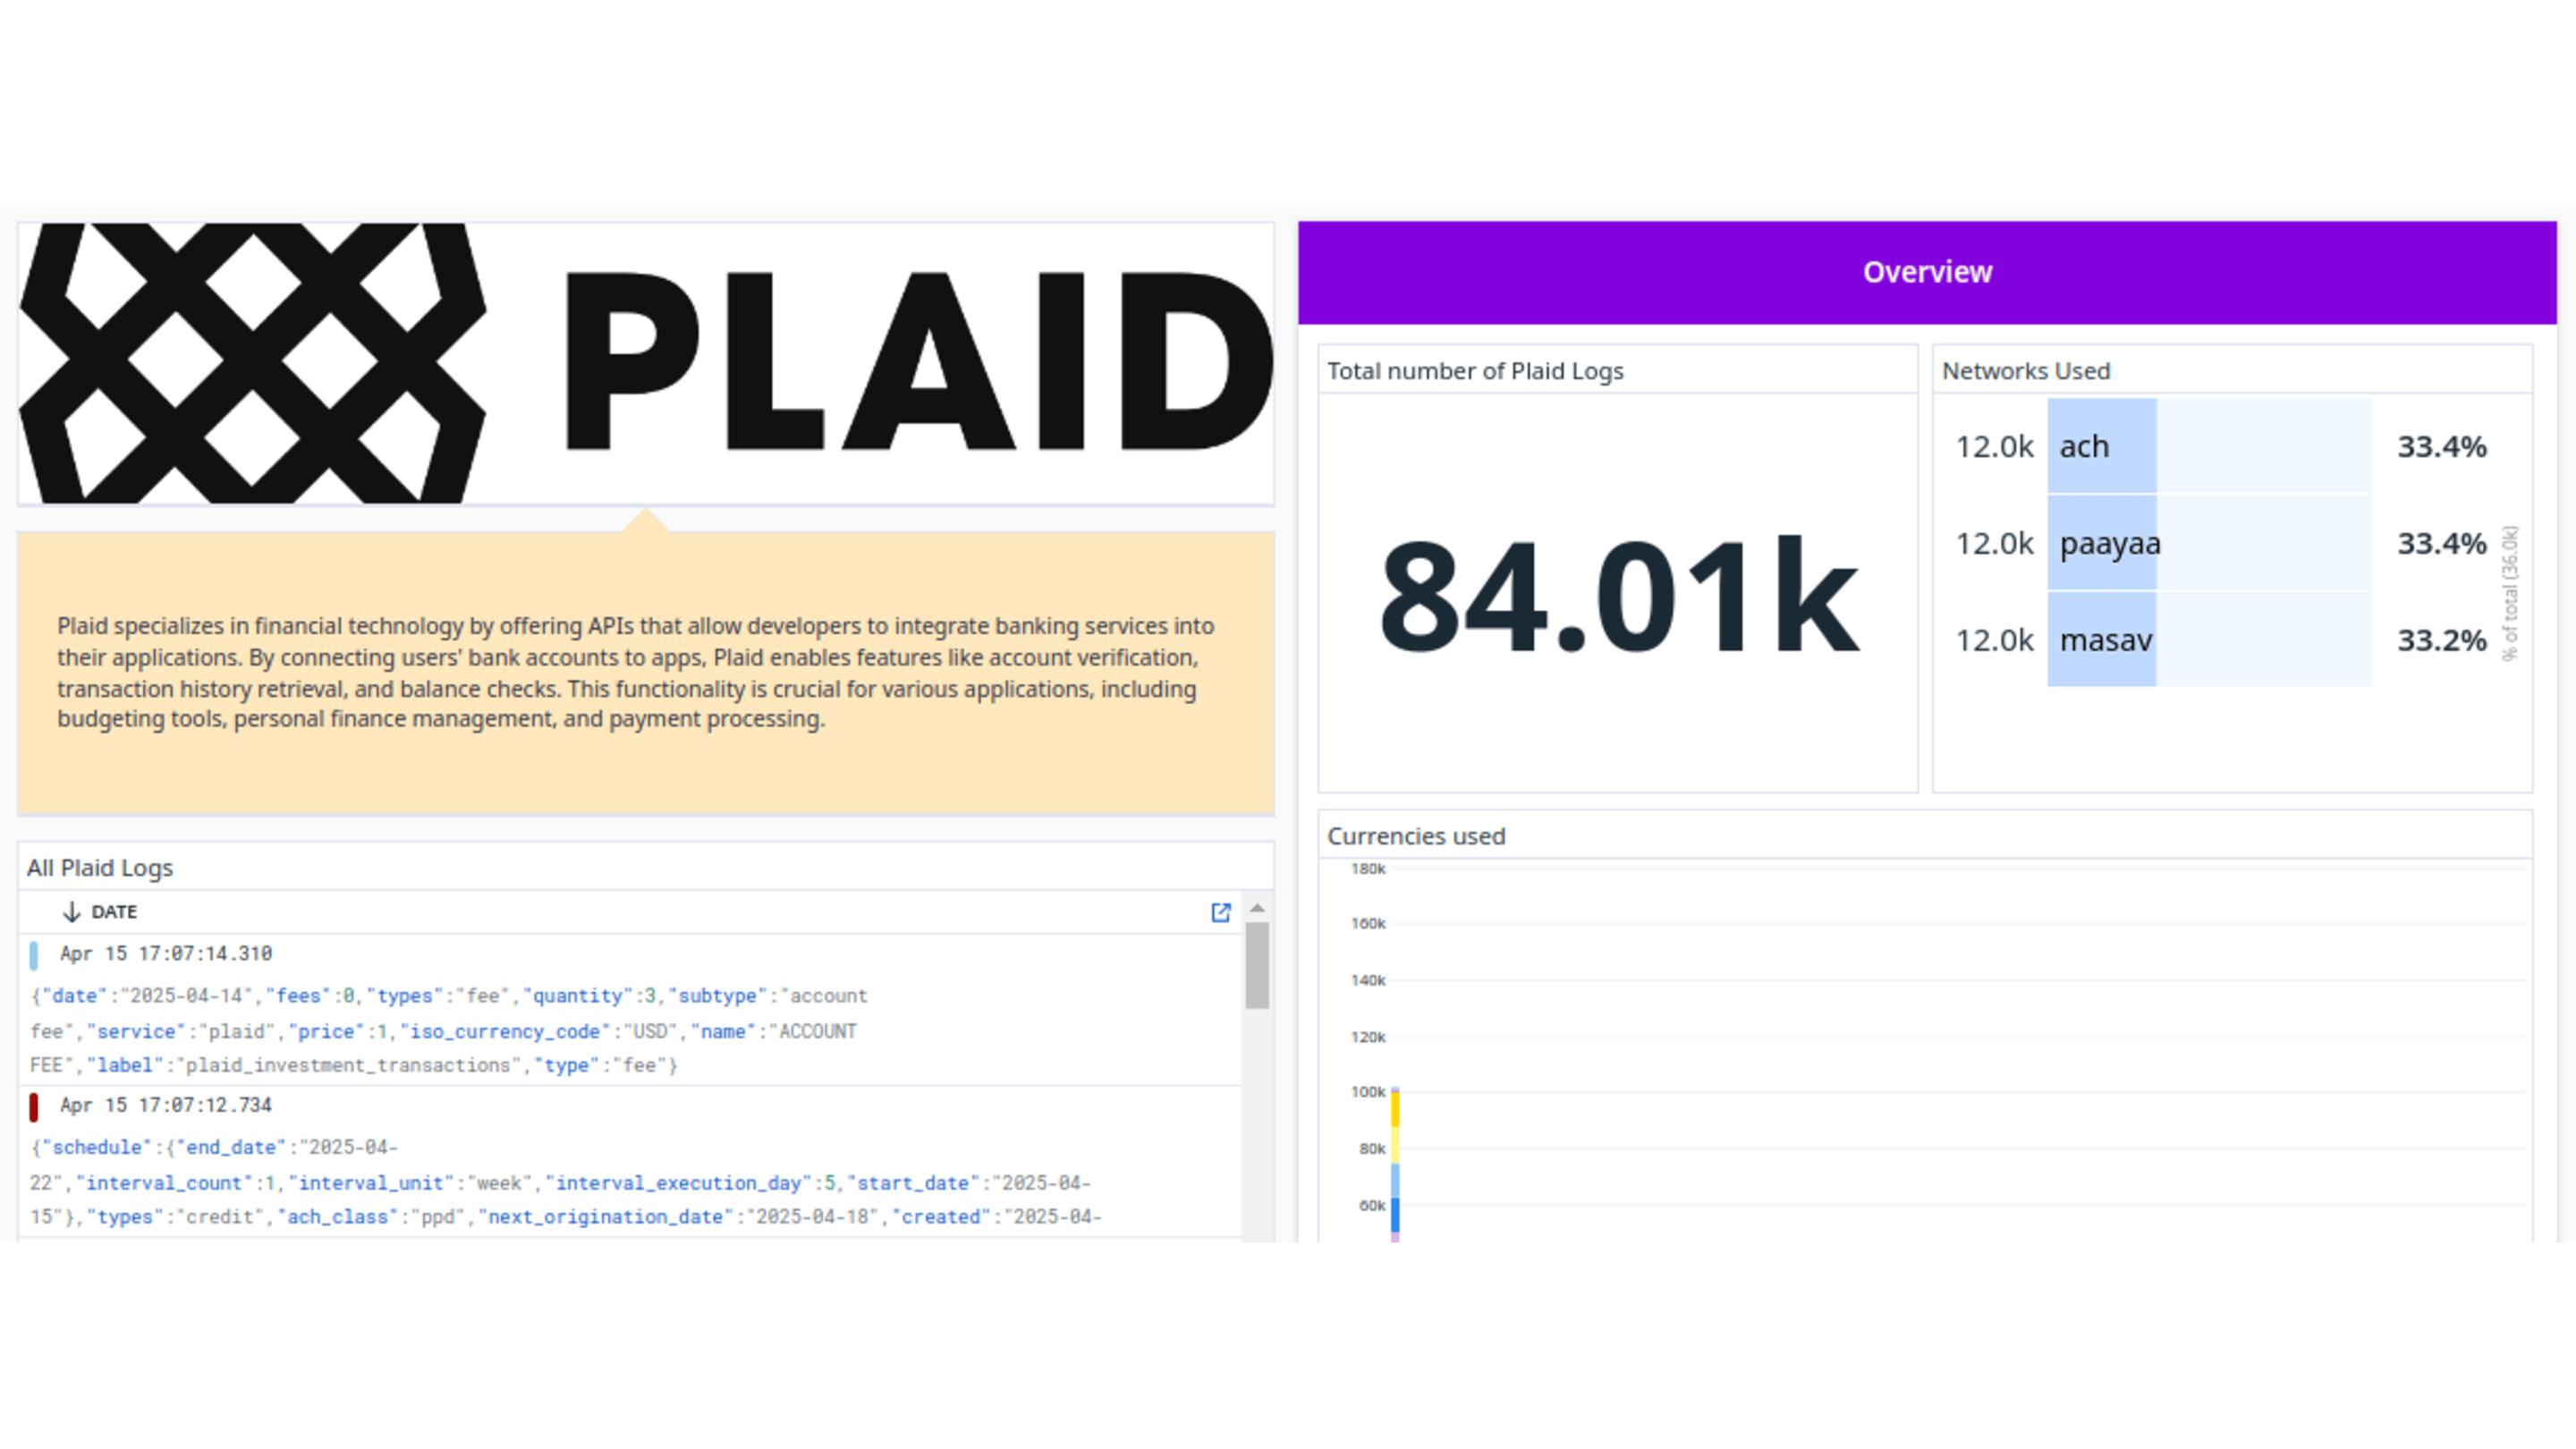 PLAID
Plaid specializes in financial technology by offering APIs that allow developers to integrate banking services into
their applications. By connecting users' bank accounts to apps, Plaid enables features like account verification,
transaction history retrieval, and balance checks. This functionality is crucial for various applications, including
budgeting tools, personal finance management, and payment processing.
All Plaid Logs
DATE
Apr 15 17:07:14.310
{"date":"2025-04-14","fees":0,"types":"fee","quantity":3,"subtype":"account
fee","service":"plaid","price":1,"iso_currency_code":"USD","name":"ACCOUNT
FEE","label":"plaid_investment_transactions","type":"fee"}
Apr 15 17:07:12.734
{"schedule":{"end_date":"2025-04-
22","interval_count":1,"interval_unit":"week","interval_execution_day":5,"start_date":"2025-04-
15"},"types":"credit","ach_class":"ppd","next_origination_date":"2025-04-18","created":"2025-04-
Overview
Total number of Plaid Logs
84.01k
Networks Used
12.0k ach 33.4%
12.0k paayaa 33.4%
12.0k masav 33.2%
% of total (36.0k)
Currencies used
180k
160k
140k
120k
100k
80k
60k